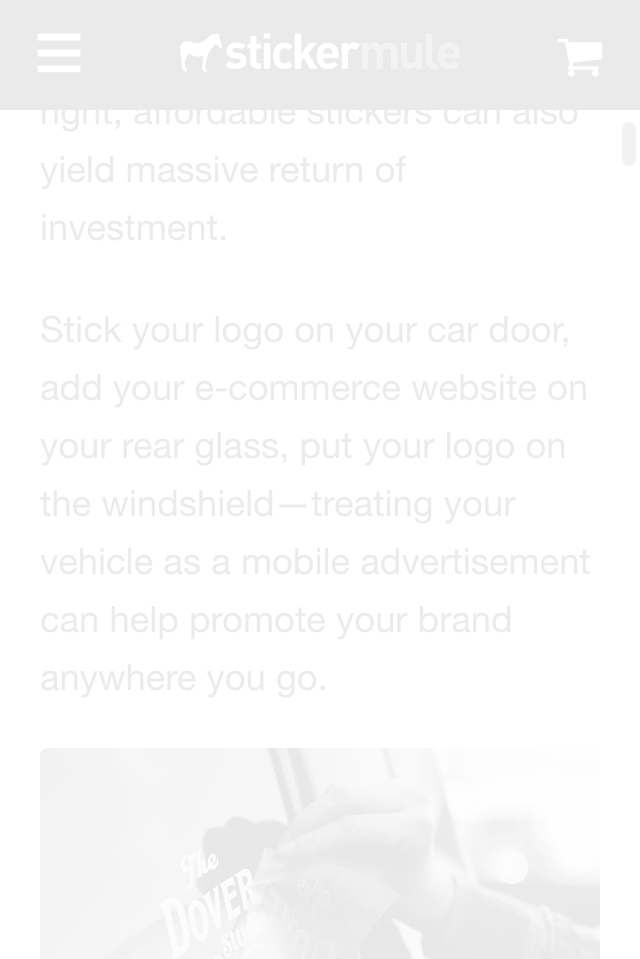 stickermule
right, affordable stickers can also
yield massive return of
investment.
Stick your logo on your car door,
add your e-commerce website on
your rear glass, put your logo on
the windshield—treating your
vehicle as a mobile advertisement
can help promote your brand
anywhere you go.
The
DOVER